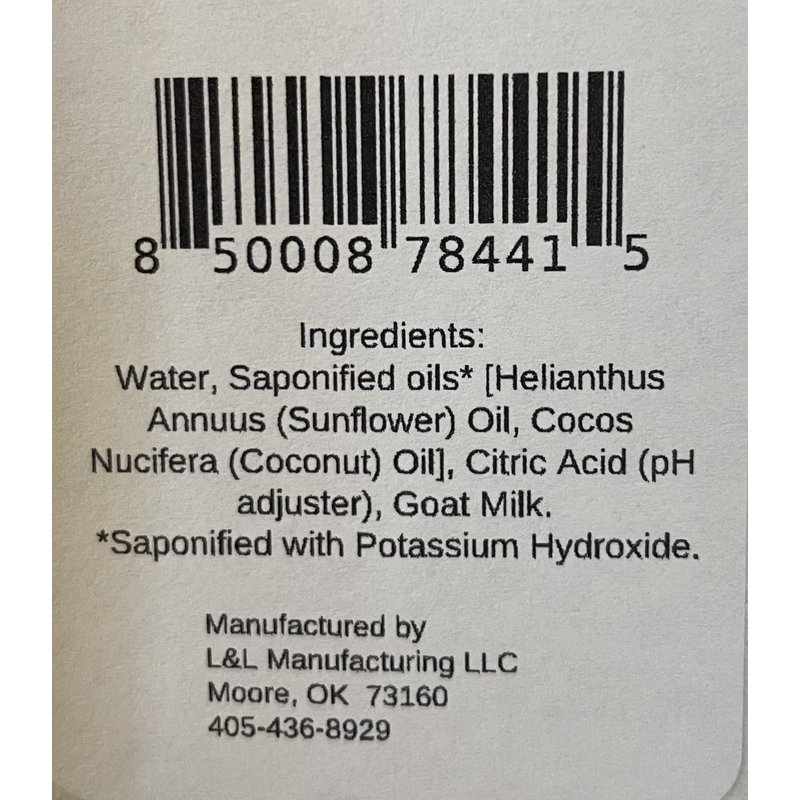 8 50008 78441 5
Ingredients:
Water, Saponified oils* [Helianthus
Annuus (Sunflower) Oil, Cocos
Nucifera (Coconut) Oil], Citric Acid (pH
adjuster), Goat Milk.
*Saponified with Potassium Hydroxide.
Manufactured by
L&L Manufacturing LLC
Moore, OK  73160
405-436-8929